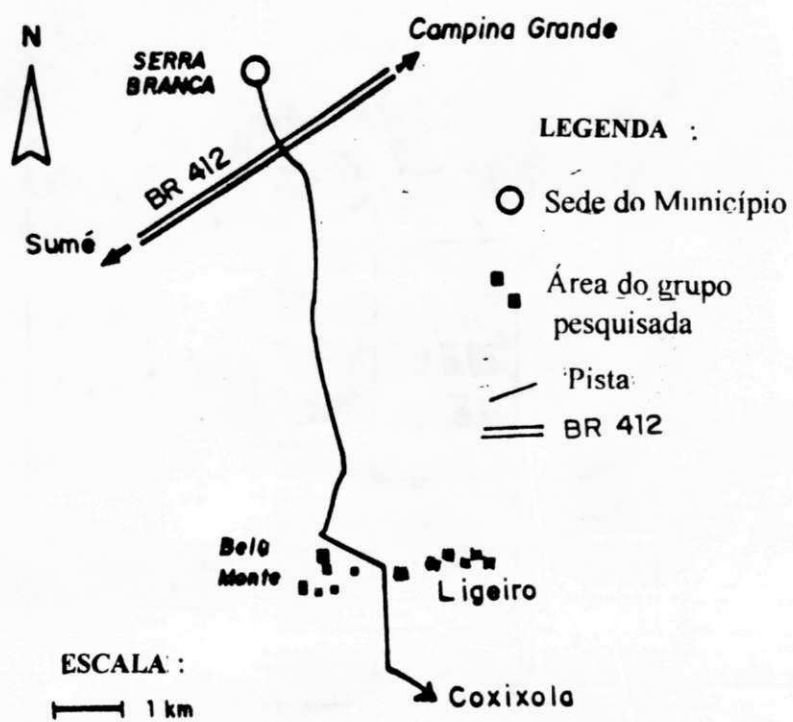 N
Campina Grande
SERRA
BRANCA
LEGENDA :
BR 412
Sede do Município
Sumé
Área do grupo
pesquisada
Pista
BR 412
Bela
Monte
Ligeiro
ESCALA :
1 km
Coxixola